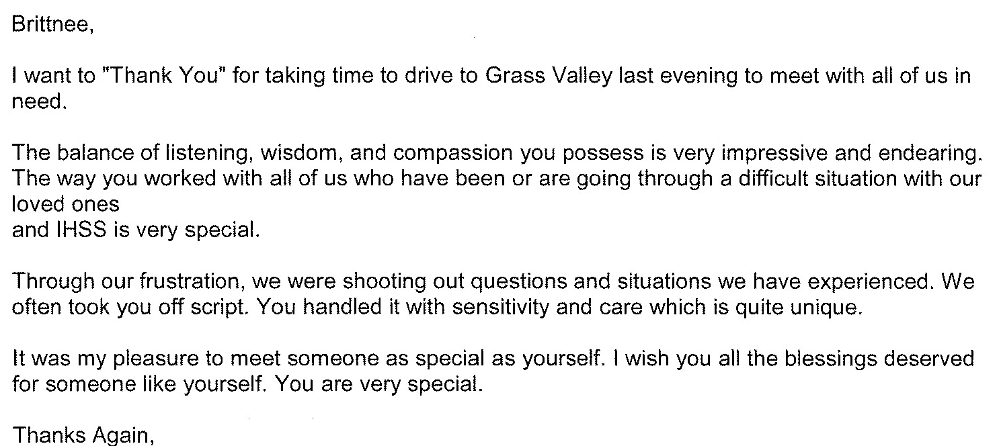 Brittnee,
I want to "Thank You" for taking time to drive to Grass Valley last evening to meet with all of us in
need.
The balance of listening, wisdom, and compassion you possess is very impressive and endearing.
The way you worked with all of us who have been or are going through a difficult situation with our
loved ones
and IHSS is very special.
Through our frustration, we were shooting out questions and situations we have experienced. We
often took you off script. You handled it with sensitivity and care which is quite unique.
It was my pleasure to meet someone as special as yourself. I wish you all the blessings deserved
for someone like yourself. You are very special.
Thanks Again,